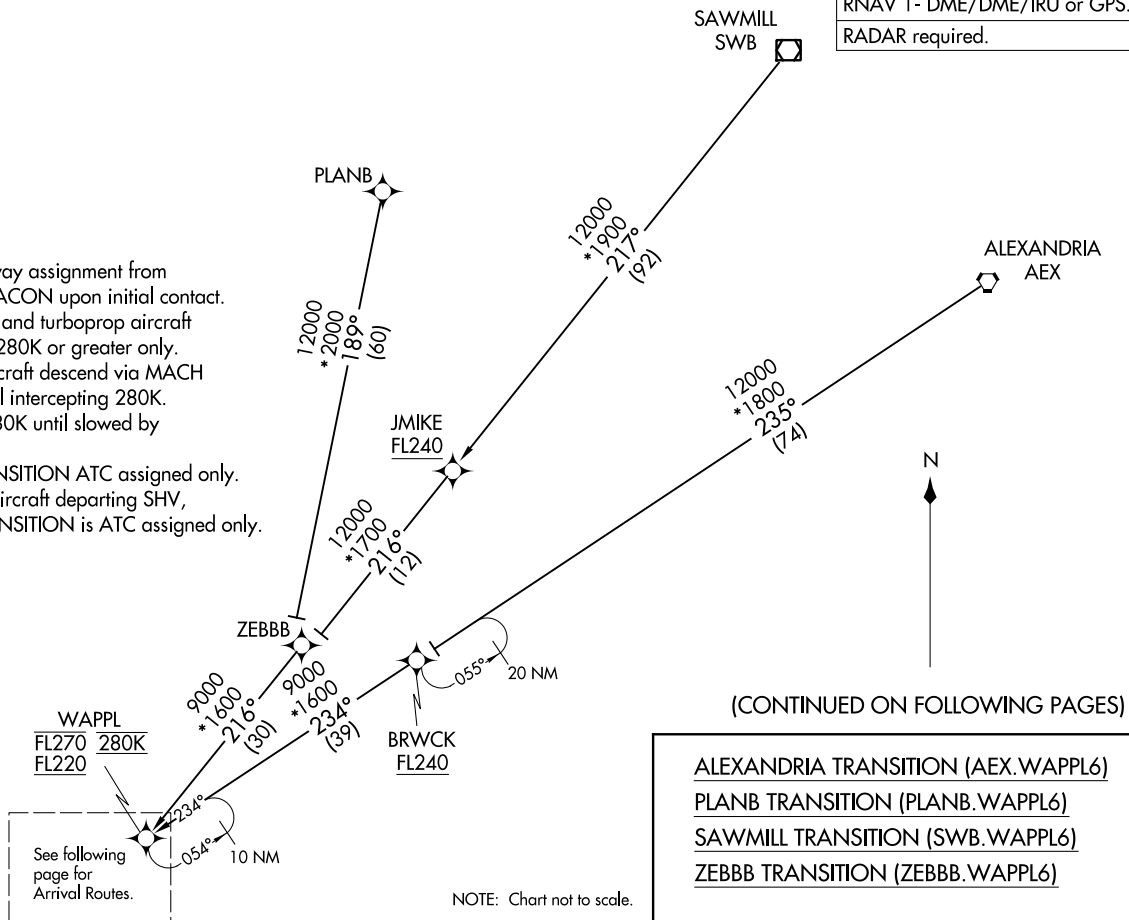 RNAV 1- DME/DME/IRU or GPS.
RADAR required.
SAWMILL
SWB
PLANB
12000
*1900
217°
(92)
ALEXANDRIA
AEX
way assignment from
ACON upon initial contact.
and turboprop aircraft
280K or greater only.
craft descend via MACH
l intercepting 280K.
80K until slowed by
NSITION ATC assigned only.
ircraft departing SHV,
NSITION is ATC assigned only.
12000
*2000
189°
(60)
12000
*1800
235°
(74)
JMIKE
FL240
N
12000
*1700
216°
(12)
ZEBBB
055°
20 NM
9000
*1600
216°
(30)
9000
*1600
234°
(39)
BRWCK
FL240
(CONTINUED ON FOLLOWING PAGES)
WAPPL
FL270 280K
FL220
234°
054°
10 NM
See following
page for
Arrival Routes.
NOTE: Chart not to scale.
ALEXANDRIA TRANSITION (AEX.WAPPL6)
PLANB TRANSITION (PLANB.WAPPL6)
SAWMILL TRANSITION (SWB.WAPPL6)
ZEBBB TRANSITION (ZEBBB.WAPPL6)